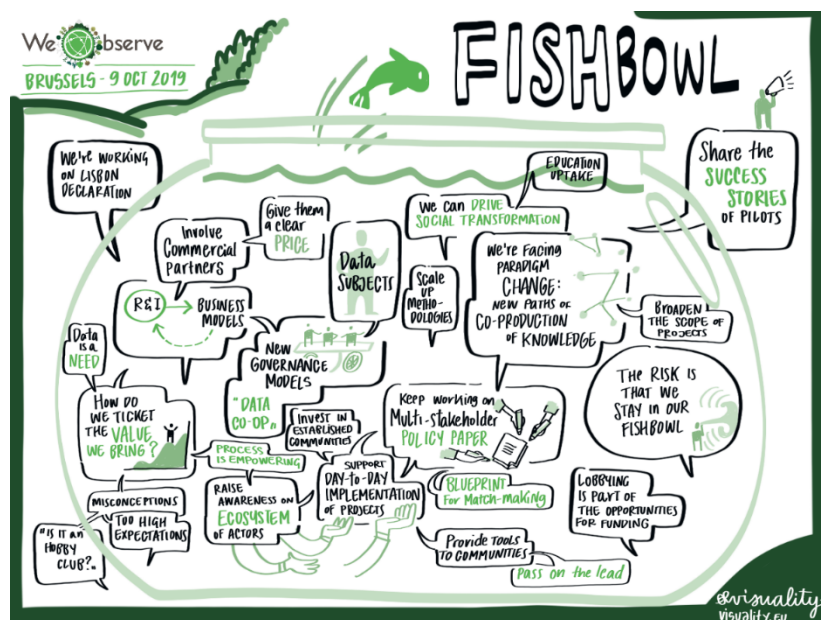 We Observe
BRUSSELS - 9 OCT 2019
FISHBOWL
We're WORKING
ON LISBON
DECLARATION
Involve
Commercial
Partners
Give them
a clear
PRICE
Data
SUBJECTS
We can DRIVE
SOCIAL TRANSFORMATION
EDUCATION
UPTAKE
Share the
SUCCESS
STORIES
OF PILOTS
R&I
BUSINESS
MODELS
Scale
UP
METHO-
DOLOGIES
We're FACING
PARADIGM
CHANGE:
NEW PATHS OF
CO-PRODUCTION
OF KNOWLEDGE
BROADEN
THE SCOPE OF
PROJECTS
Data
is a
NEED
NEW
GOVERNANCE
MODELS
"DATA
CO-OP"
HOW DO
WE TICKET
THE VALUE
WE BRING?
PROCESS
IS EMPOWERING
Invest in
ESTABLISHED
COMMUNITIES
KEEP WORKING ON
MULTI-STAKEHOLDER
POLICY PAPER
THE RISK IS
THAT WE
STAY IN OUR
FISHBOWL
MISCONCEPTIONS
TOO HIGH
EXPECTATIONS
"IS IT AN
HOBBY
CLUB?"
RAISE
AWARENESS ON
ECOSYSTEM
OF ACTORS
SUPPORT
DAY-TO-DAY
IMPLEMENTATION
OF PROJECTS
BLUEPRINT
FOR Match-making
LOBBYING
IS PART OF
THE OPPORTUNITIES
FOR FUNDING
Provide TOOLS
TO COMMUNITIES
Pass on the lead
@visuality
visuality.eu